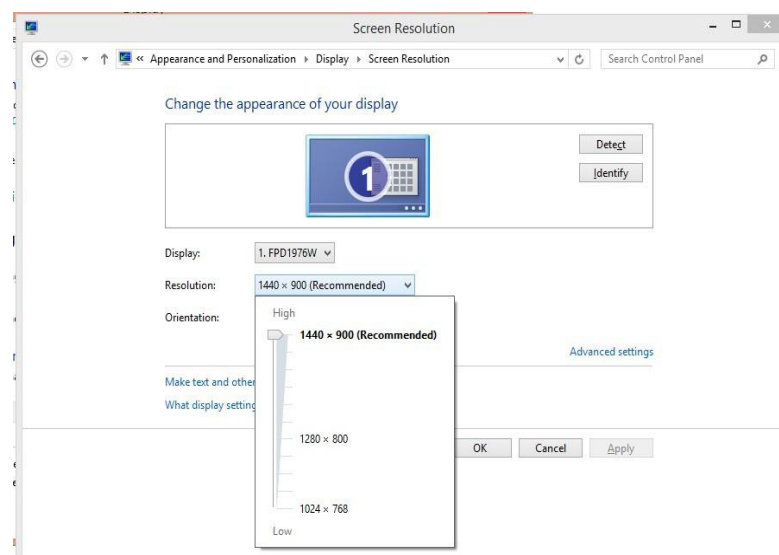 Screen Resolution
« Appearance and Personalization Display Screen Resolution
Search Control Panel
Change the appearance of your display
1
Detect
Identify
Display:
1. FPD1976W
Resolution:
1440 × 900 (Recommended)
Orientation:
High
1440 × 900 (Recommended)
1280 × 800
1024 × 768
Low
Advanced settings
Make text and other
What display setting
OK
Cancel
Apply